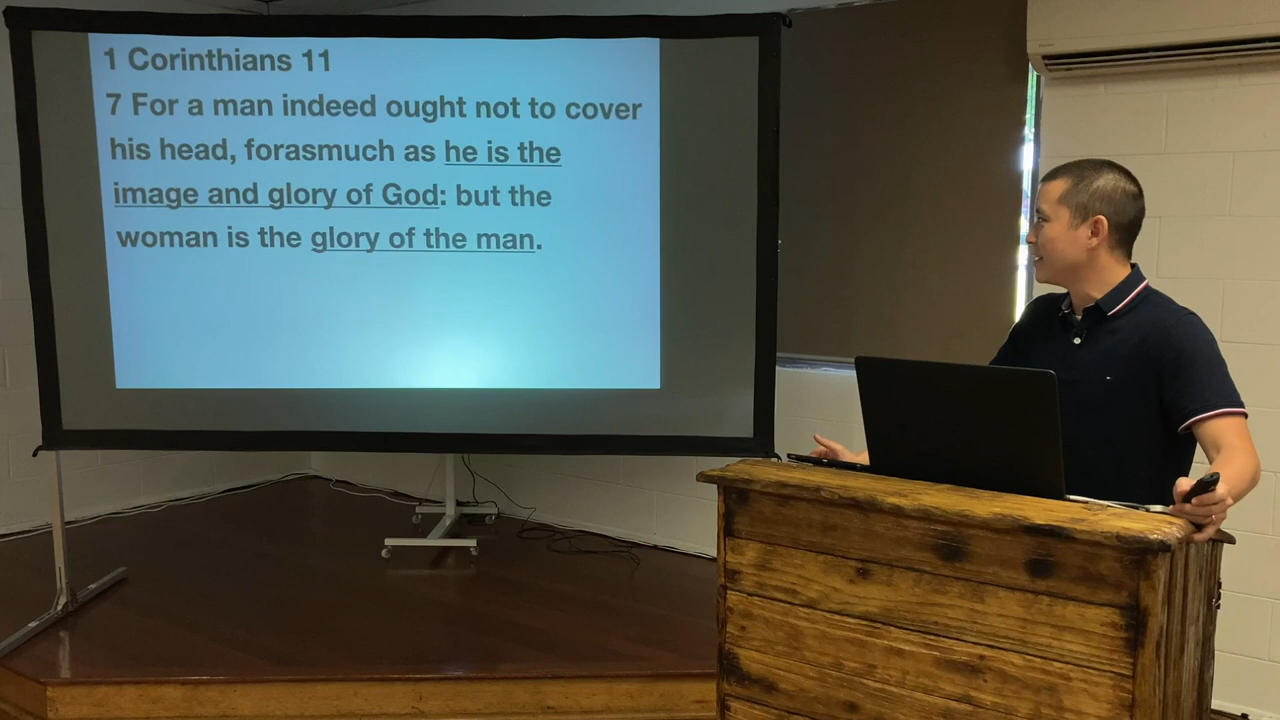 1 Corinthians 11
7 For a man indeed ought not to cover
his head, forasmuch as he is the
image and glory of God: but the
woman is the glory of the man.